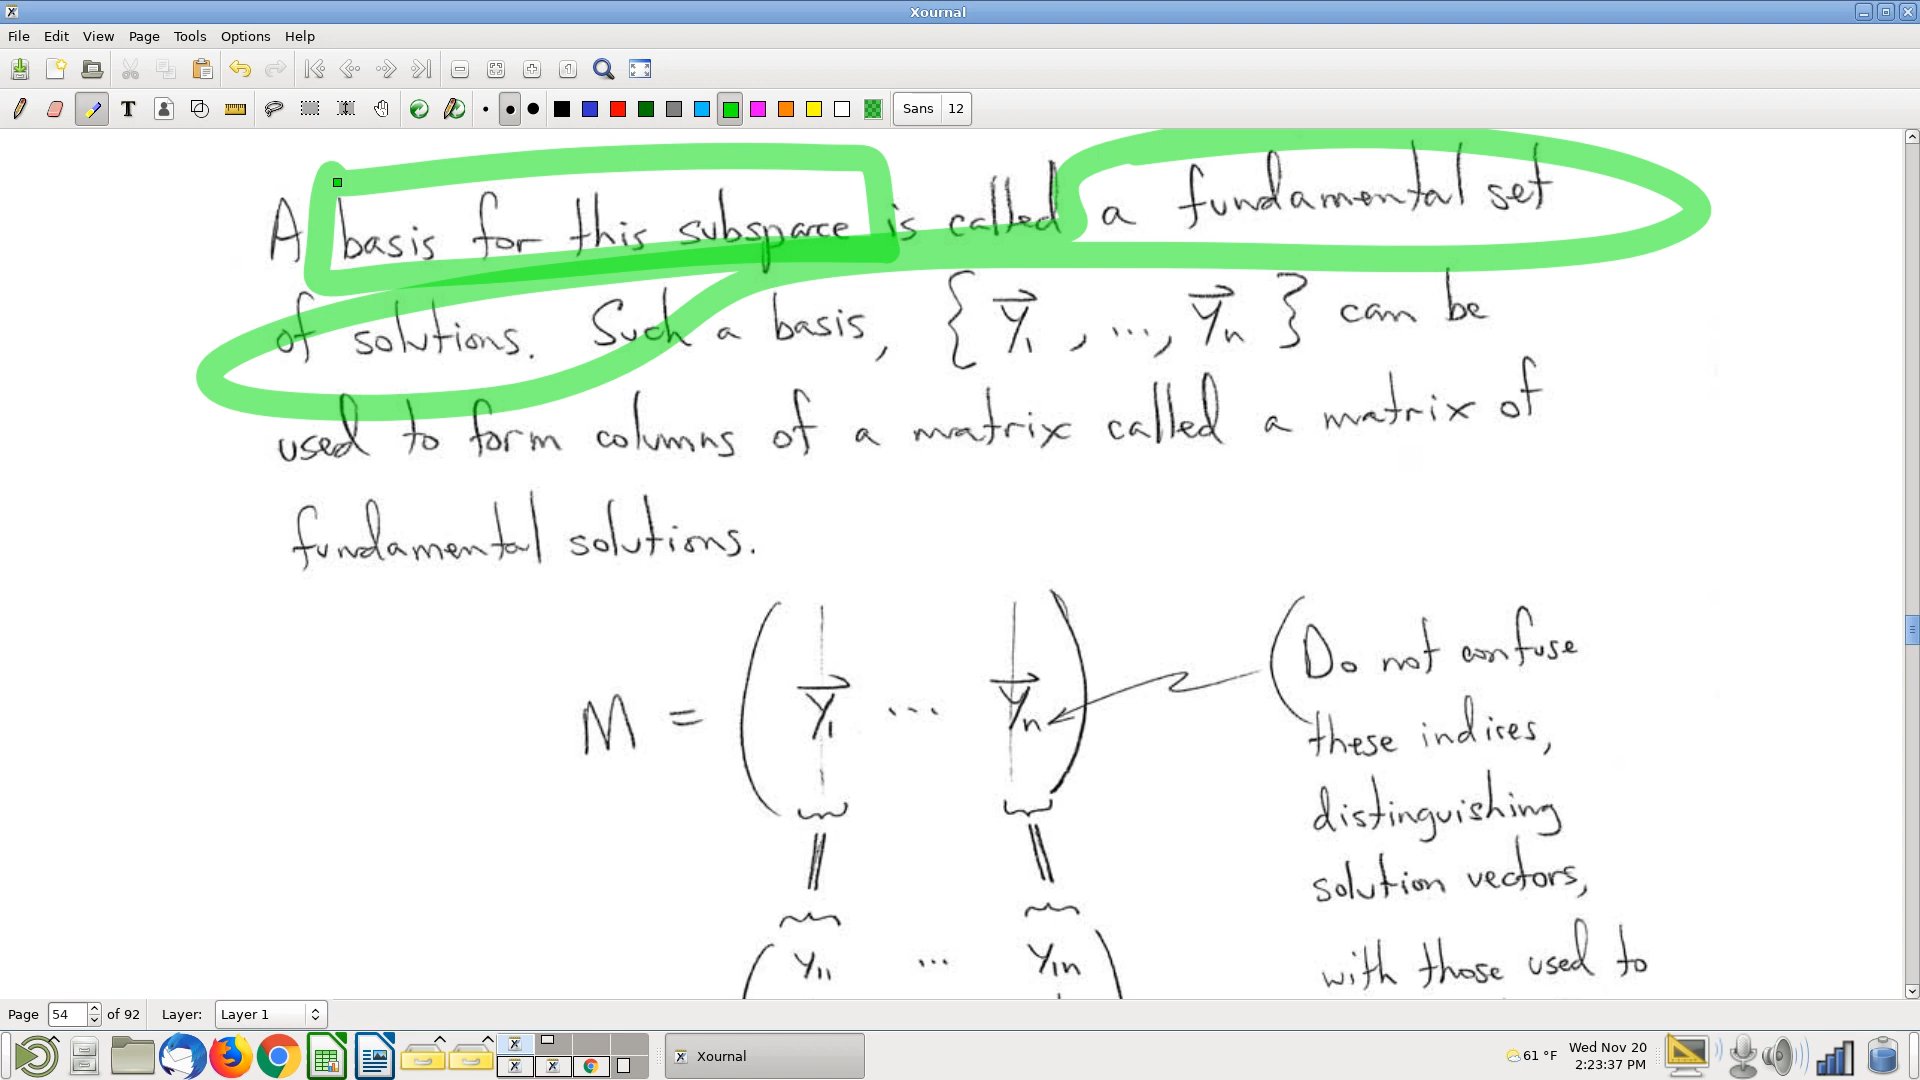 Xournal
File Edit View Page Tools Options Help
Sans 12
A basis for this subspace is called a fundamental set
of solutions. Such a basis, { y⃗₁, ..., y⃗ₙ } can be
used to form columns of a matrix called a matrix of
fundamental solutions.
M = ( y⃗₁ ... y⃗ₙ )
(Do not confuse
these indices,
distinguishing
solution vectors,
with those used to
y₁₁ ... y₁ₙ
Page 54 of 92 Layer: Layer 1
Xournal
61 °F
Wed Nov 20
2:23:37 PM